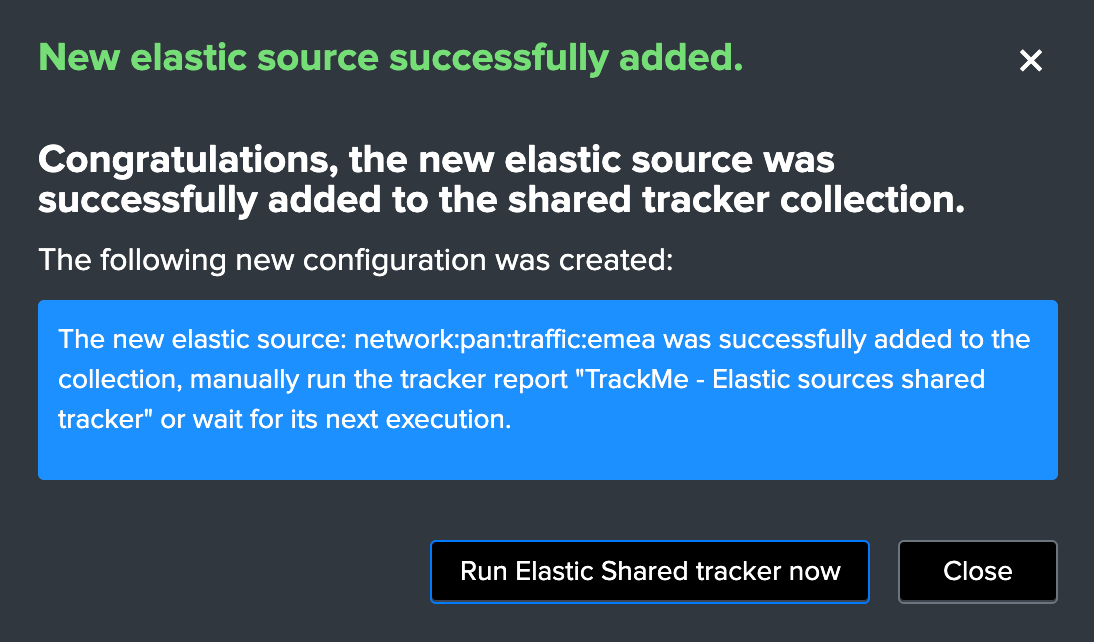 New elastic source successfully added.
Congratulations, the new elastic source was
successfully added to the shared tracker collection.
The following new configuration was created:
The new elastic source: network:pan:traffic:emea was successfully added to the
collection, manually run the tracker report "TrackMe - Elastic sources shared
tracker" or wait for its next execution.
Run Elastic Shared tracker now
Close